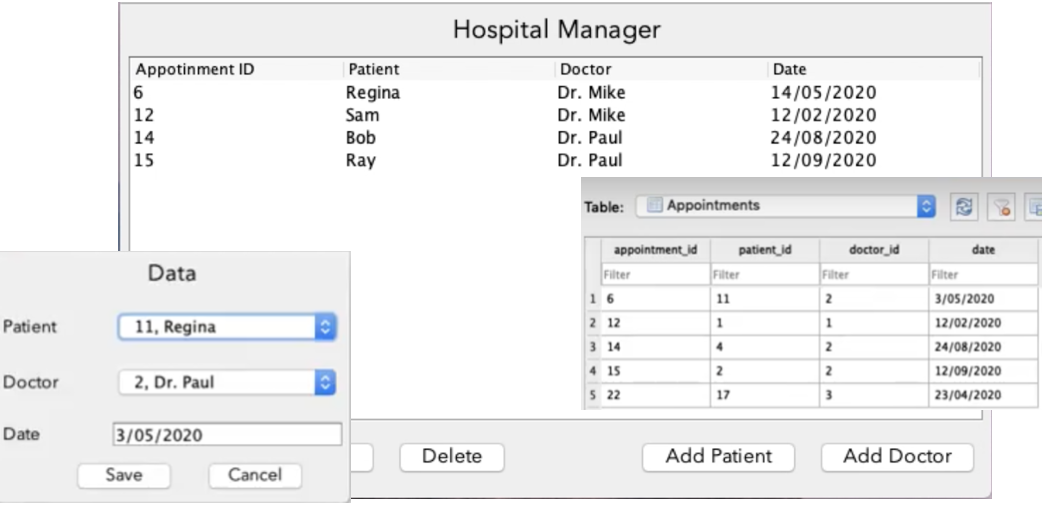 Hospital Manager
Appotinment ID Patient Doctor Date
6 Regina Dr. Mike 14/05/2020
12 Sam Dr. Mike 12/02/2020
14 Bob Dr. Paul 24/08/2020
15 Ray Dr. Paul 12/09/2020
Table: Appointments
appointment_id patient_id doctor_id date
Filter Filter Filter Filter
1 6 11 2 3/05/2020
2 12 1 1 12/02/2020
3 14 4 2 24/08/2020
4 15 2 2 12/09/2020
5 22 17 3 23/04/2020
Data
Patient 11, Regina
Doctor 2, Dr. Paul
Date 3/05/2020
Save Cancel
Delete Add Patient Add Doctor